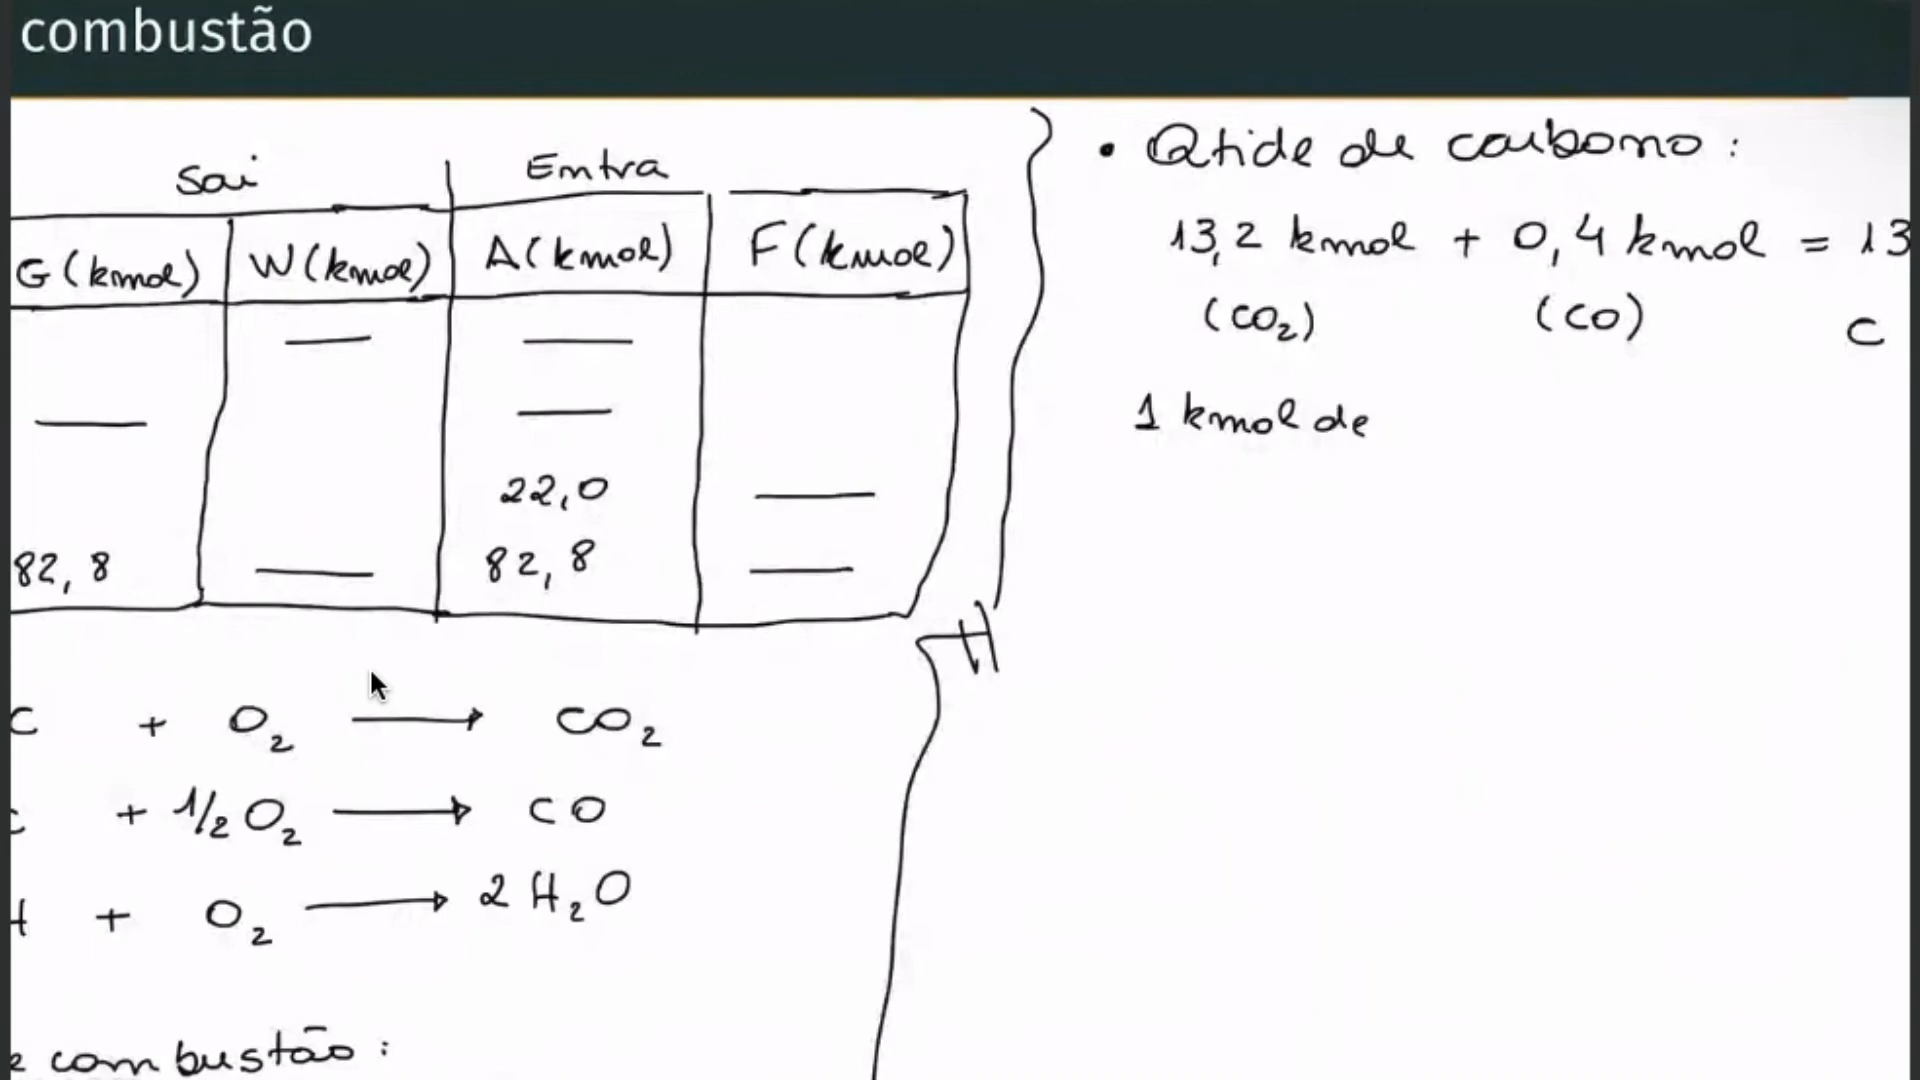 combustão
Sai Entra
G (kmol) W (kmol) A (kmol) F (kmol)
22,0
82,8 82,8
C + O2 → CO2
C + 1/2 O2 → CO
H + O2 → 2 H2O
e combustão :
• Qtide de carbono :
13,2 kmol + 0,4 kmol = 13
(CO2) (CO) C
1 kmol de